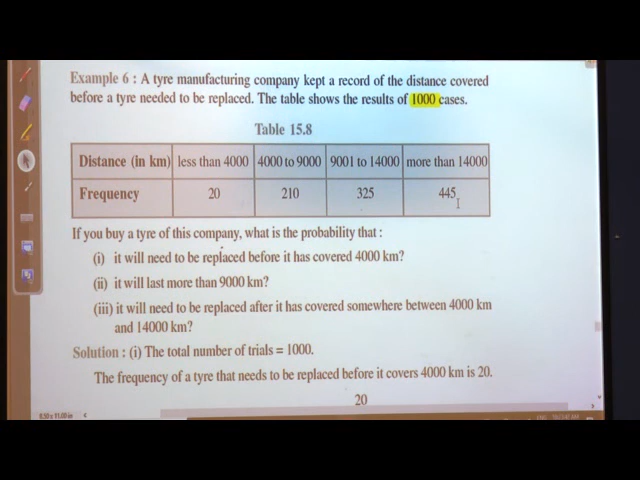 Example 6 : A tyre manufacturing company kept a record of the distance covered
before a tyre needed to be replaced. The table shows the results of 1000 cases.
Table 15.8
Distance (in km) less than 4000 4000 to 9000 9001 to 14000 more than 14000
Frequency 20 210 325 445
If you buy a tyre of this company, what is the probability that :
(i) it will need to be replaced before it has covered 4000 km?
(ii) it will last more than 9000 km?
(iii) it will need to be replaced after it has covered somewhere between 4000 km
and 14000 km?
Solution : (i) The total number of trials = 1000.
The frequency of a tyre that needs to be replaced before it covers 4000 km is 20.
20
8.50 x 11.00 in